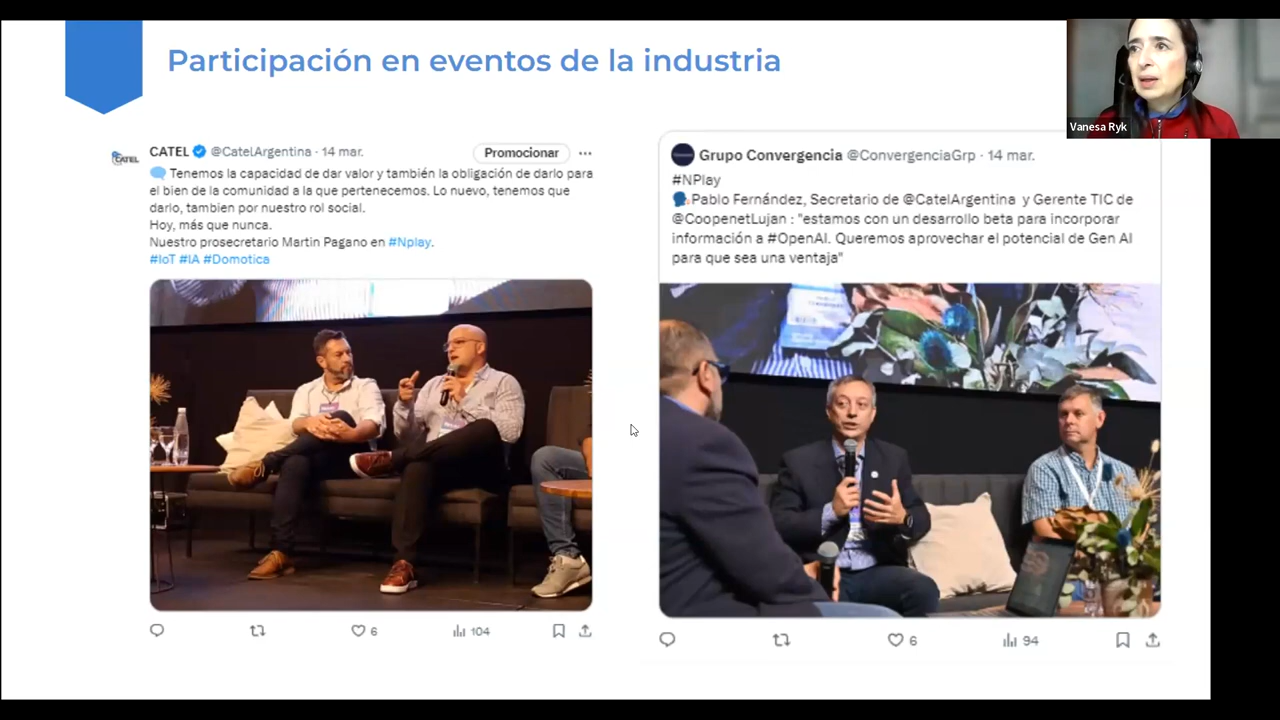 Participación en eventos de la industria
Vanesa Ryk
CATEL
CATEL @CatelArgentina · 14 mar.
Promocionar
Tenemos la capacidad de dar valor y también la obligación de darlo para
el bien de la comunidad a la que pertenecemos. Lo nuevo, tenemos que
darlo, tambien por nuestro rol social.
Hoy, más que nunca.
Nuestro prosecretario Martin Pagano en #Nplay.
#IoT #IA #Domotica
6
104
Grupo Convergencia @ConvergenciaGrp · 14 mar.
#NPlay
Pablo Fernández, Secretario de @CatelArgentina y Gerente TIC de
@CoopenetLujan : "estamos con un desarrollo beta para incorporar
información a #OpenAI. Queremos aprovechar el potencial de Gen AI
para que sea una ventaja"
6
94